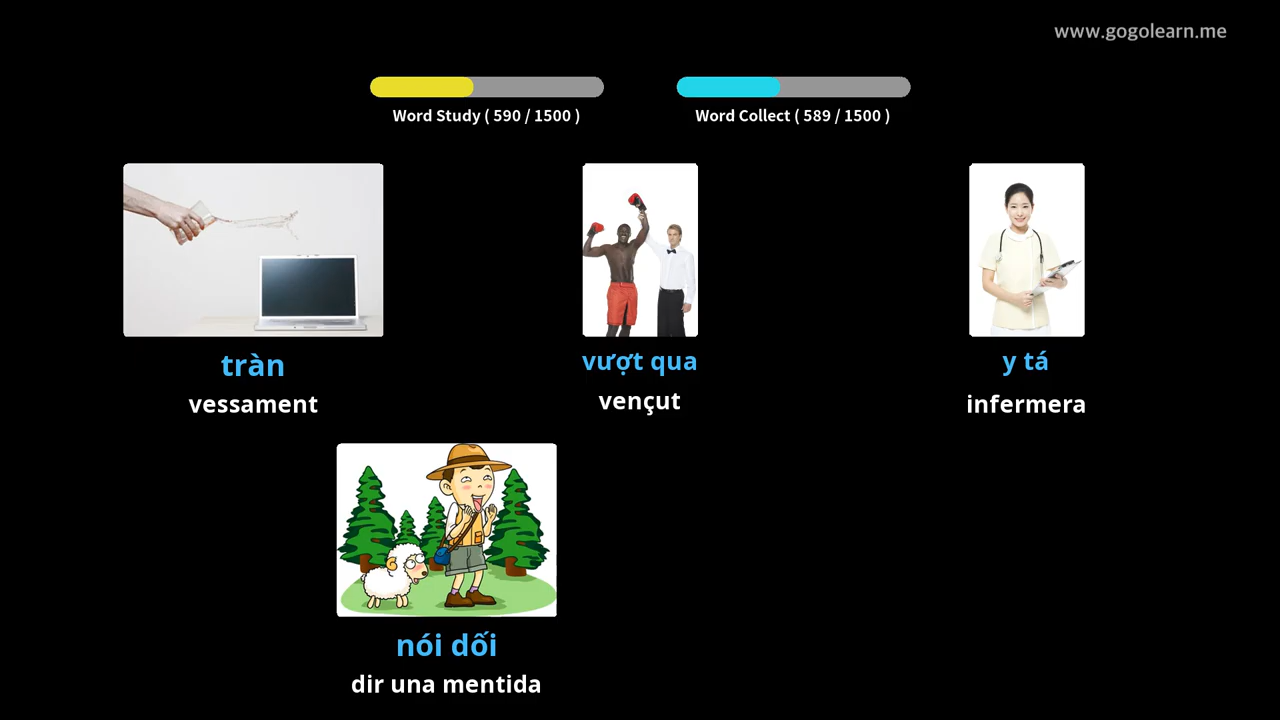 www.gogolearn.me
Word Study ( 590 / 1500 )
Word Collect ( 589 / 1500 )
tràn
vessament
vượt qua
vençut
y tá
infermera
nói dối
dir una mentida